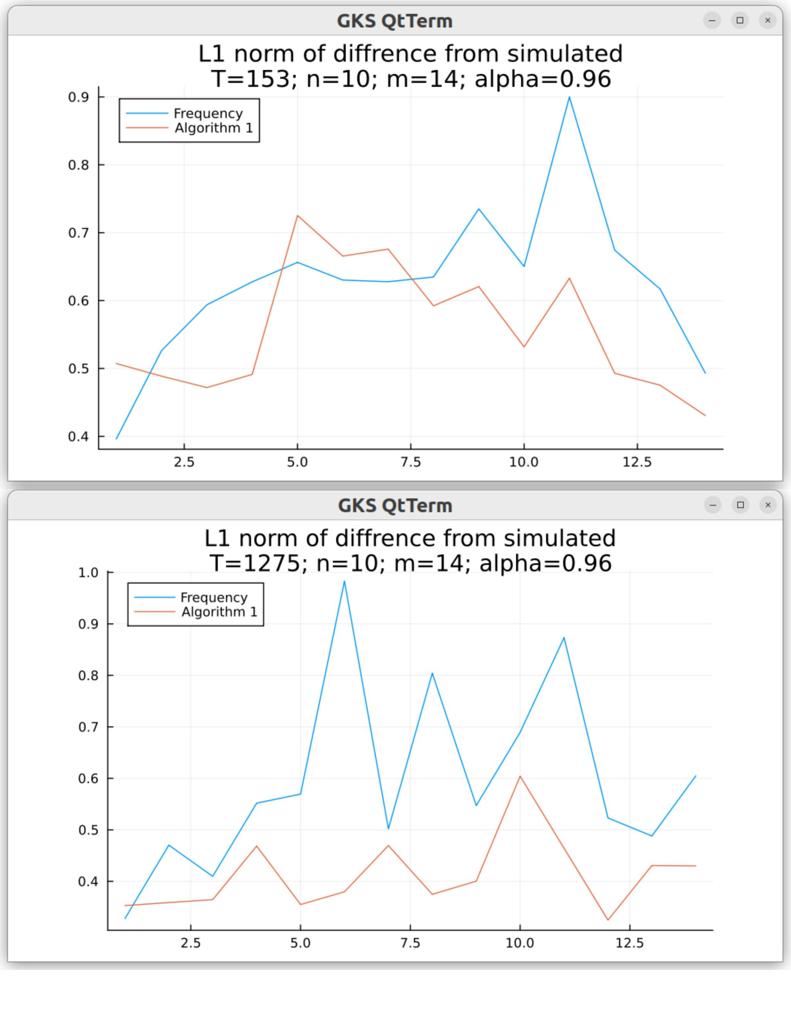 GKS QtTerm
L1 norm of diffrence from simulated
T=153; n=10; m=14; alpha=0.96
0.9
Frequency
Algorithm 1
0.8
0.7
0.6
0.5
0.4
2.5 5.0 7.5 10.0 12.5
GKS QtTerm
L1 norm of diffrence from simulated
T=1275; n=10; m=14; alpha=0.96
1.0
Frequency
Algorithm 1
0.9
0.8
0.7
0.6
0.5
0.4
2.5 5.0 7.5 10.0 12.5